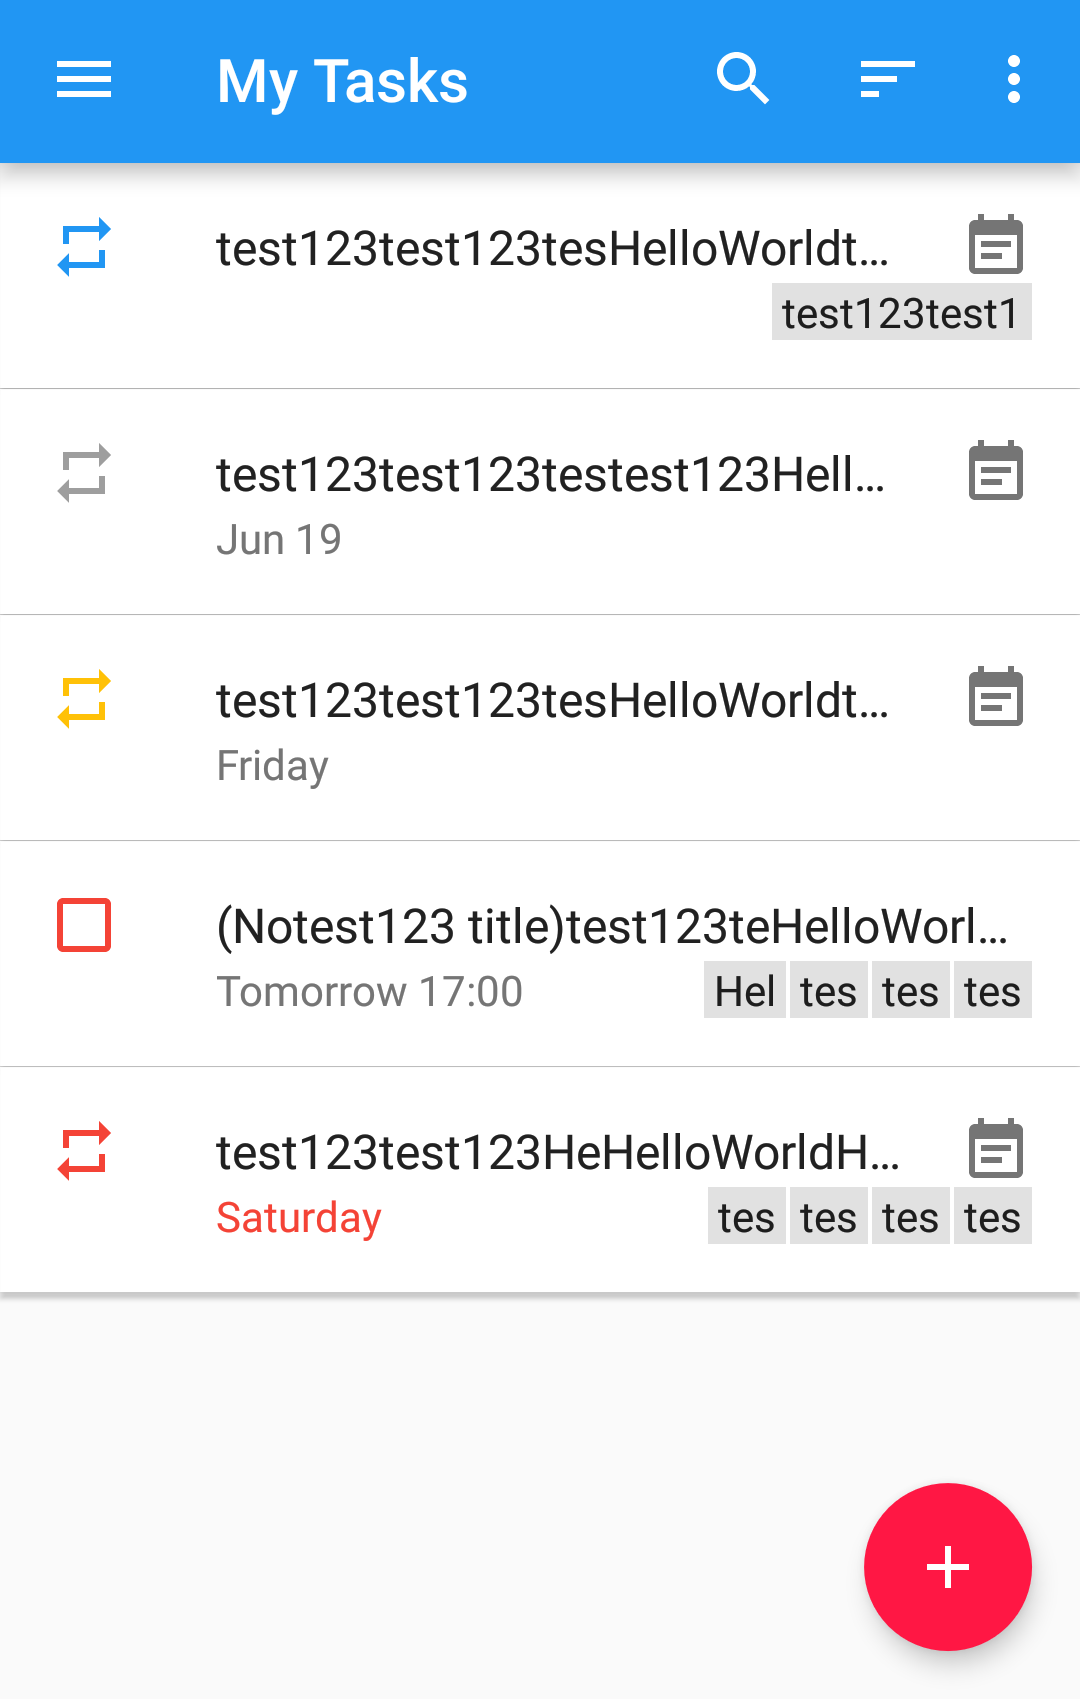 My Tasks
test123test123tesHelloWorldt...
test123test1
test123test123testest123Hell...
Jun 19
test123test123tesHelloWorldt...
Friday
(Notest123 title)test123teHelloWorl...
Tomorrow 17:00 Hel tes tes tes
test123test123HeHelloWorldH...
Saturday tes tes tes tes